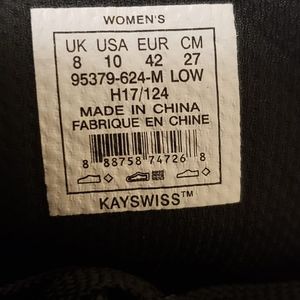 WOMEN'S
UK USA EUR CM
8 10 42 27
95379-624-M LOW
H17/124
MADE IN CHINA
FABRIQUE EN CHINE
8 88758 74726 8
KAYSWISS™